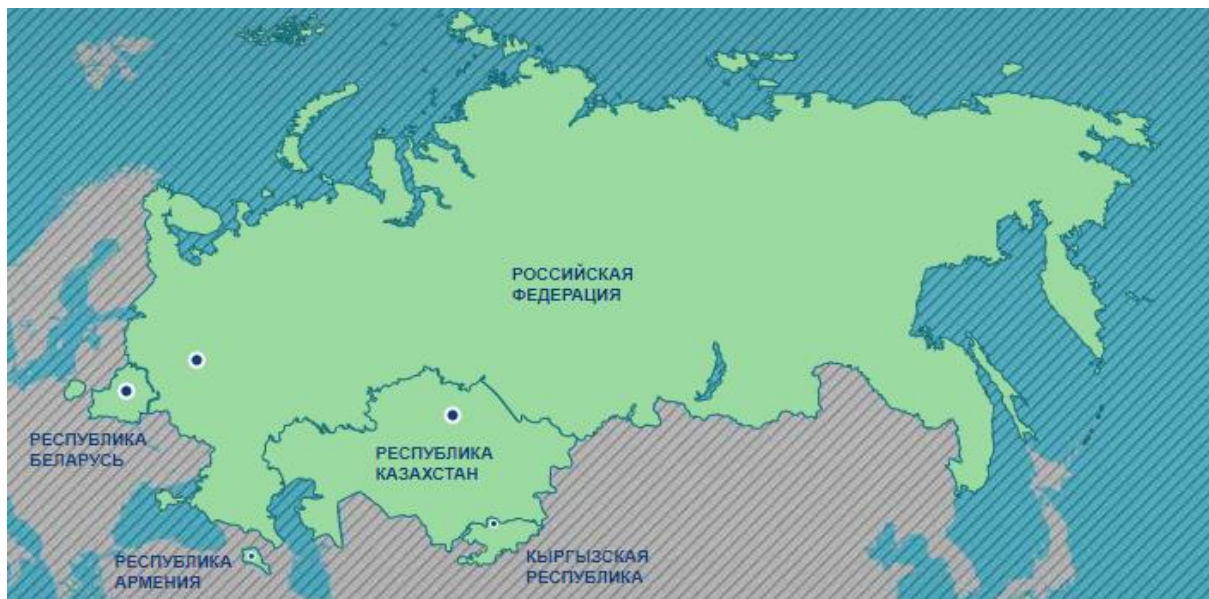 РОССИЙСКАЯ
ФЕДЕРАЦИЯ
РЕСПУБЛИКА
БЕЛАРУСЬ
РЕСПУБЛИКА
КАЗАХСТАН
РЕСПУБЛИКА
АРМЕНИЯ
КЫРГЫЗСКАЯ
РЕСПУБЛИКА